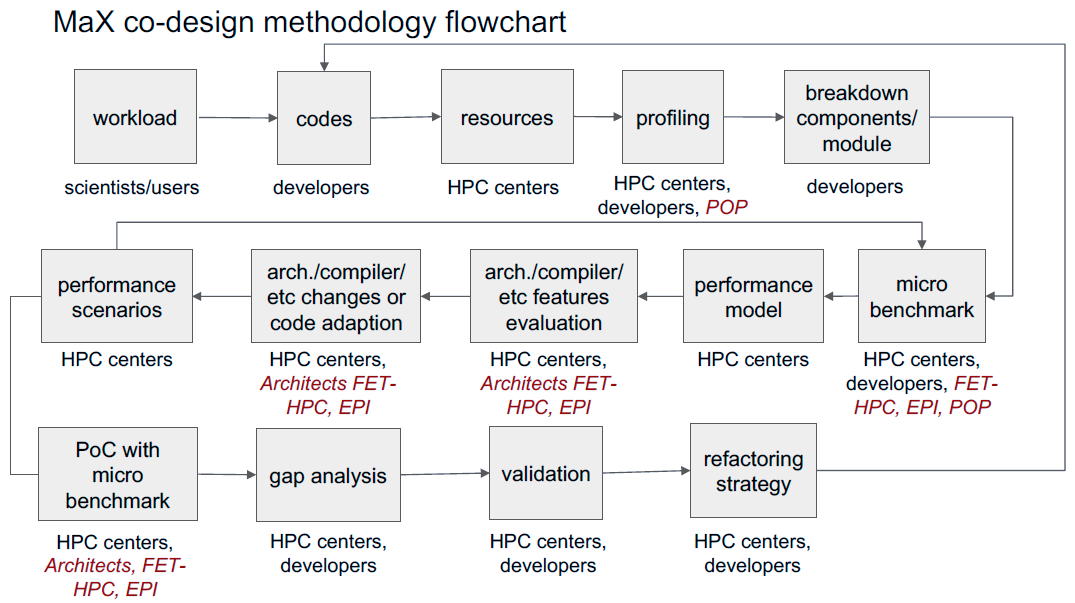 MaX co-design methodology flowchart
workload
scientists/users
codes
developers
resources
HPC centers
profiling
HPC centers,
developers, POP
breakdown
components/
module
developers
performance
scenarios
HPC centers
arch./compiler/
etc changes or
code adaption
HPC centers,
Architects FET-
HPC, EPI
arch./compiler/
etc features
evaluation
HPC centers,
Architects FET-
HPC, EPI
performance
model
HPC centers
micro
benchmark
HPC centers,
developers, FET-
HPC, EPI, POP
PoC with
micro
benchmark
HPC centers,
Architects, FET-
HPC, EPI
gap analysis
HPC centers,
developers
validation
HPC centers,
developers
refactoring
strategy
HPC centers,
developers